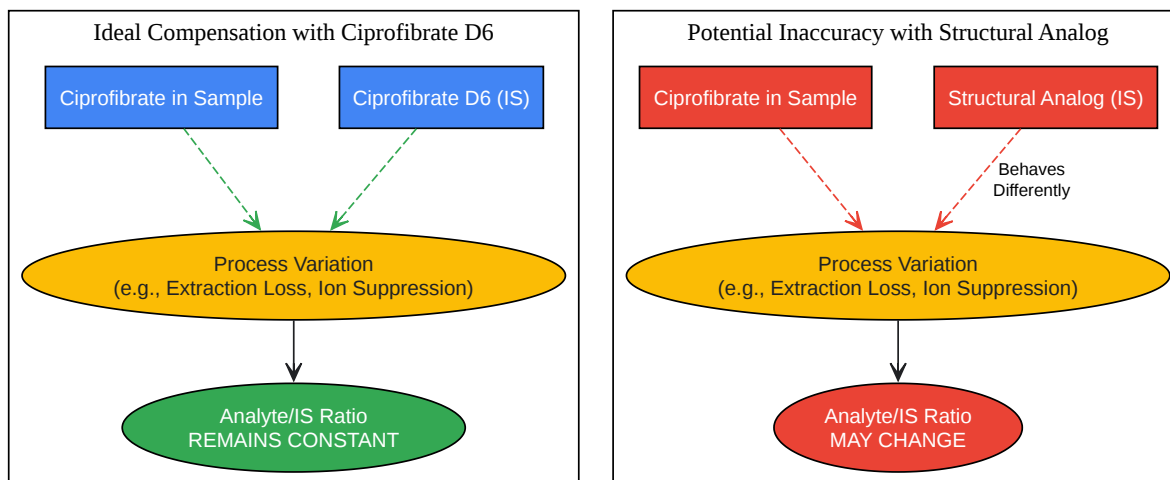 Ideal Compensation with Ciprofibrate D6
Ciprofibrate in Sample
Ciprofibrate D6 (IS)
Process Variation
(e.g., Extraction Loss, Ion Suppression)
Analyte/IS Ratio
REMAINS CONSTANT
Potential Inaccuracy with Structural Analog
Ciprofibrate in Sample
Structural Analog (IS)
Behaves
Differently
Process Variation
(e.g., Extraction Loss, Ion Suppression)
Analyte/IS Ratio
MAY CHANGE